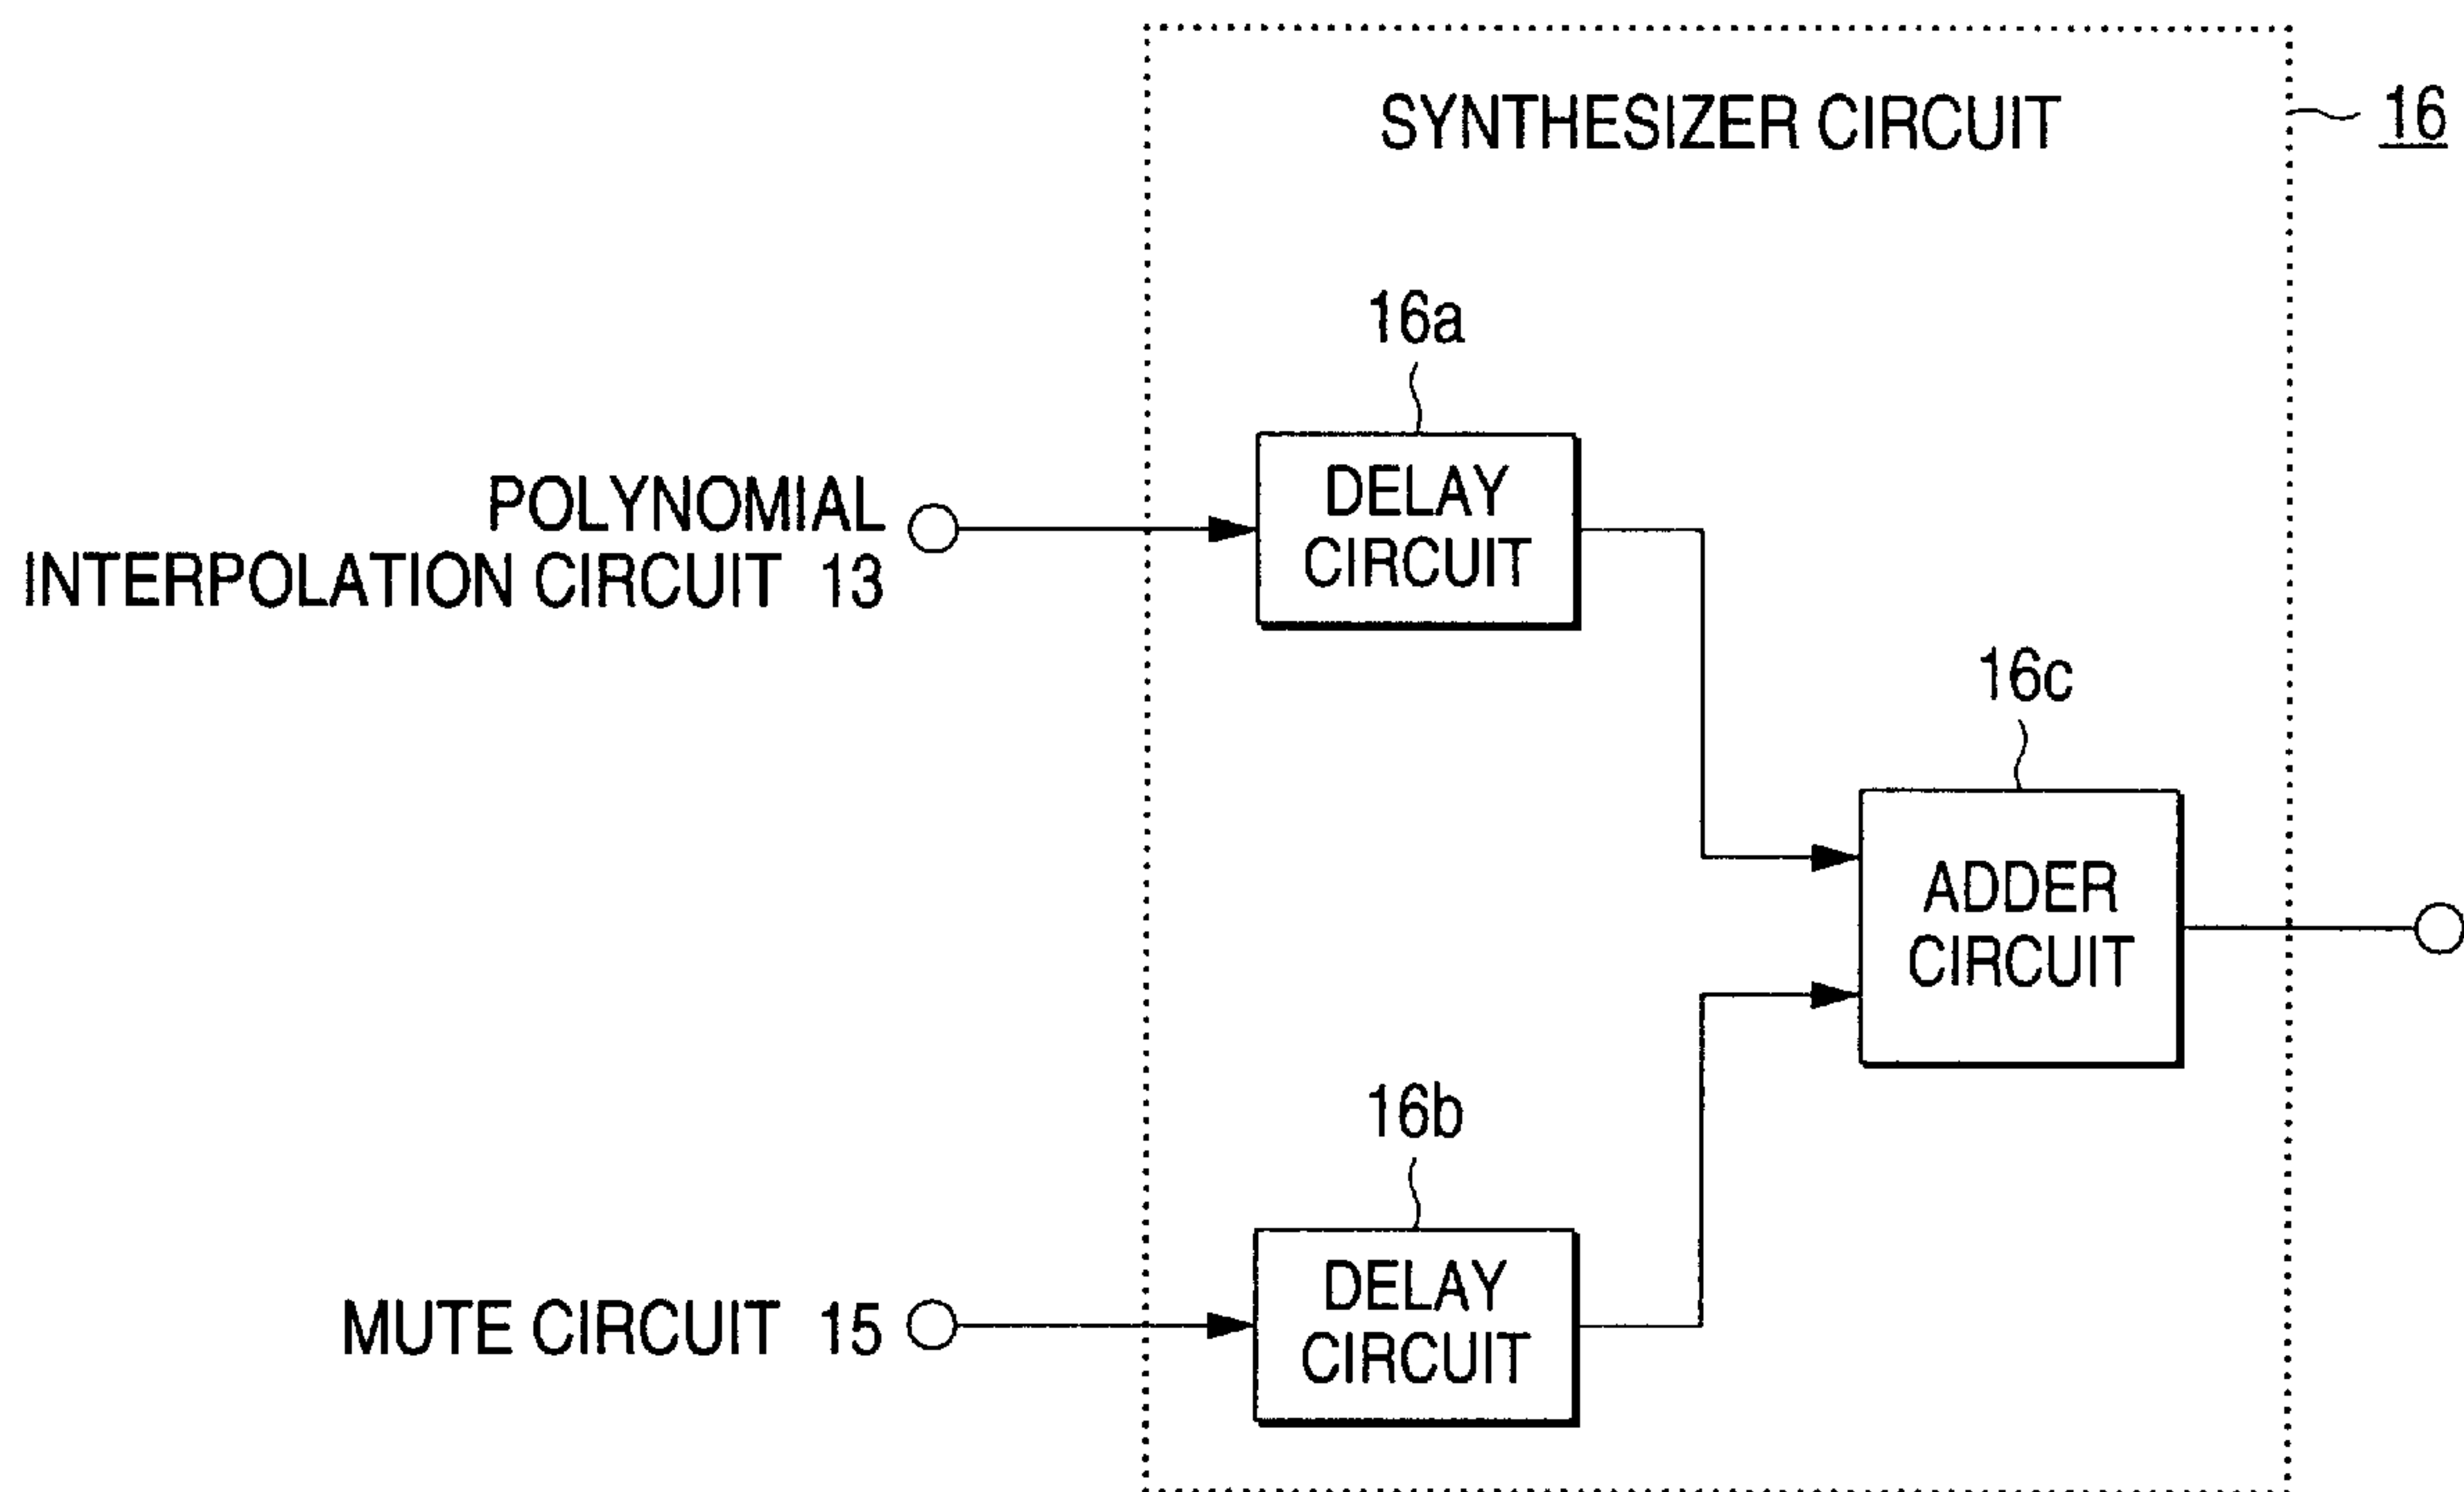 SYNTHESIZER CIRCUIT
16
16a
DELAY
CIRCUIT
POLYNOMIAL
INTERPOLATION CIRCUIT 13
16c
ADDER
CIRCUIT
16b
DELAY
CIRCUIT
MUTE CIRCUIT 15